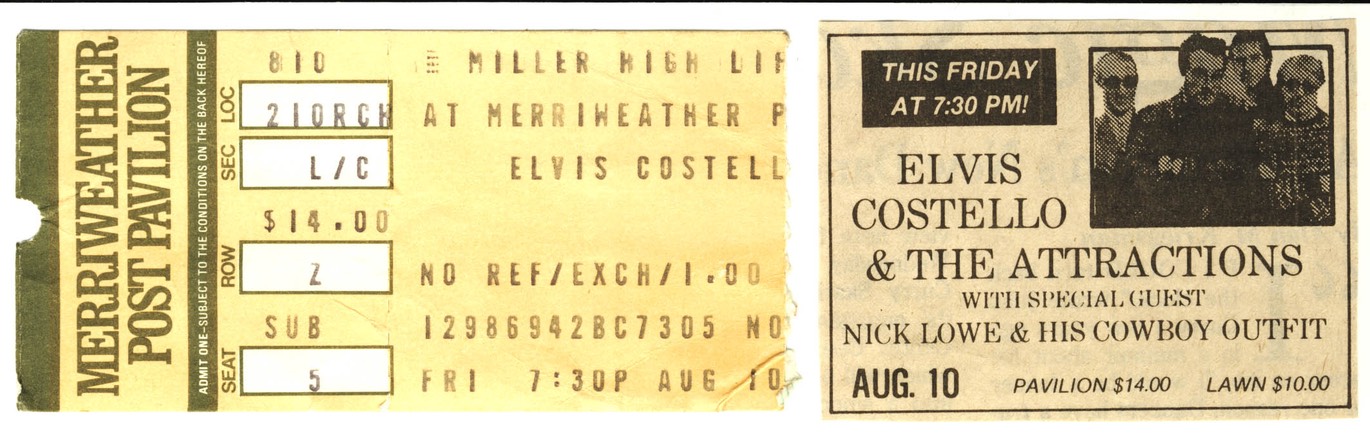 MERRIWEATHER
POST PAVILION
ADMIT ONE–SUBJECT TO THE CONDITIONS ON THE BACK HEREOF
810
LOC
210RCH
SEC
L/C
$14.00
ROW
Z
SUB
SEAT
5
MILLER HIGH LIF
AT MERRIWEATHER P
ELVIS COSTELL
NO REF/EXCH/1.00
12986942BC7305 NO
FRI 7:30P AUG 10
THIS FRIDAY
AT 7:30 PM!
ELVIS
COSTELLO
& THE ATTRACTIONS
WITH SPECIAL GUEST
NICK LOWE & HIS COWBOY OUTFIT
AUG. 10 PAVILION $14.00 LAWN $10.00